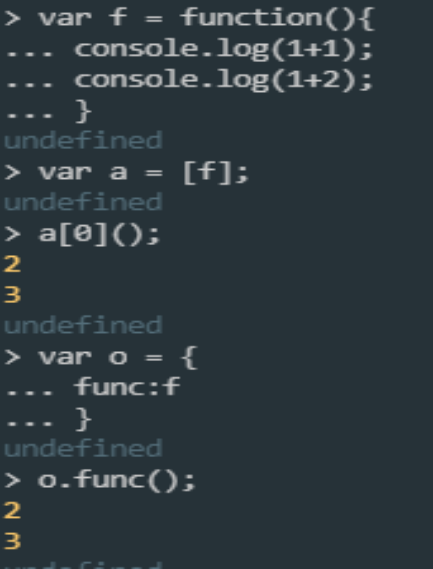 > var f = function(){
... console.log(1+1);
... console.log(1+2);
... }
undefined
> var a = [f];
undefined
> a[0]();
2
3
undefined
> var o = {
... func:f
... }
undefined
> o.func();
2
3
undefined